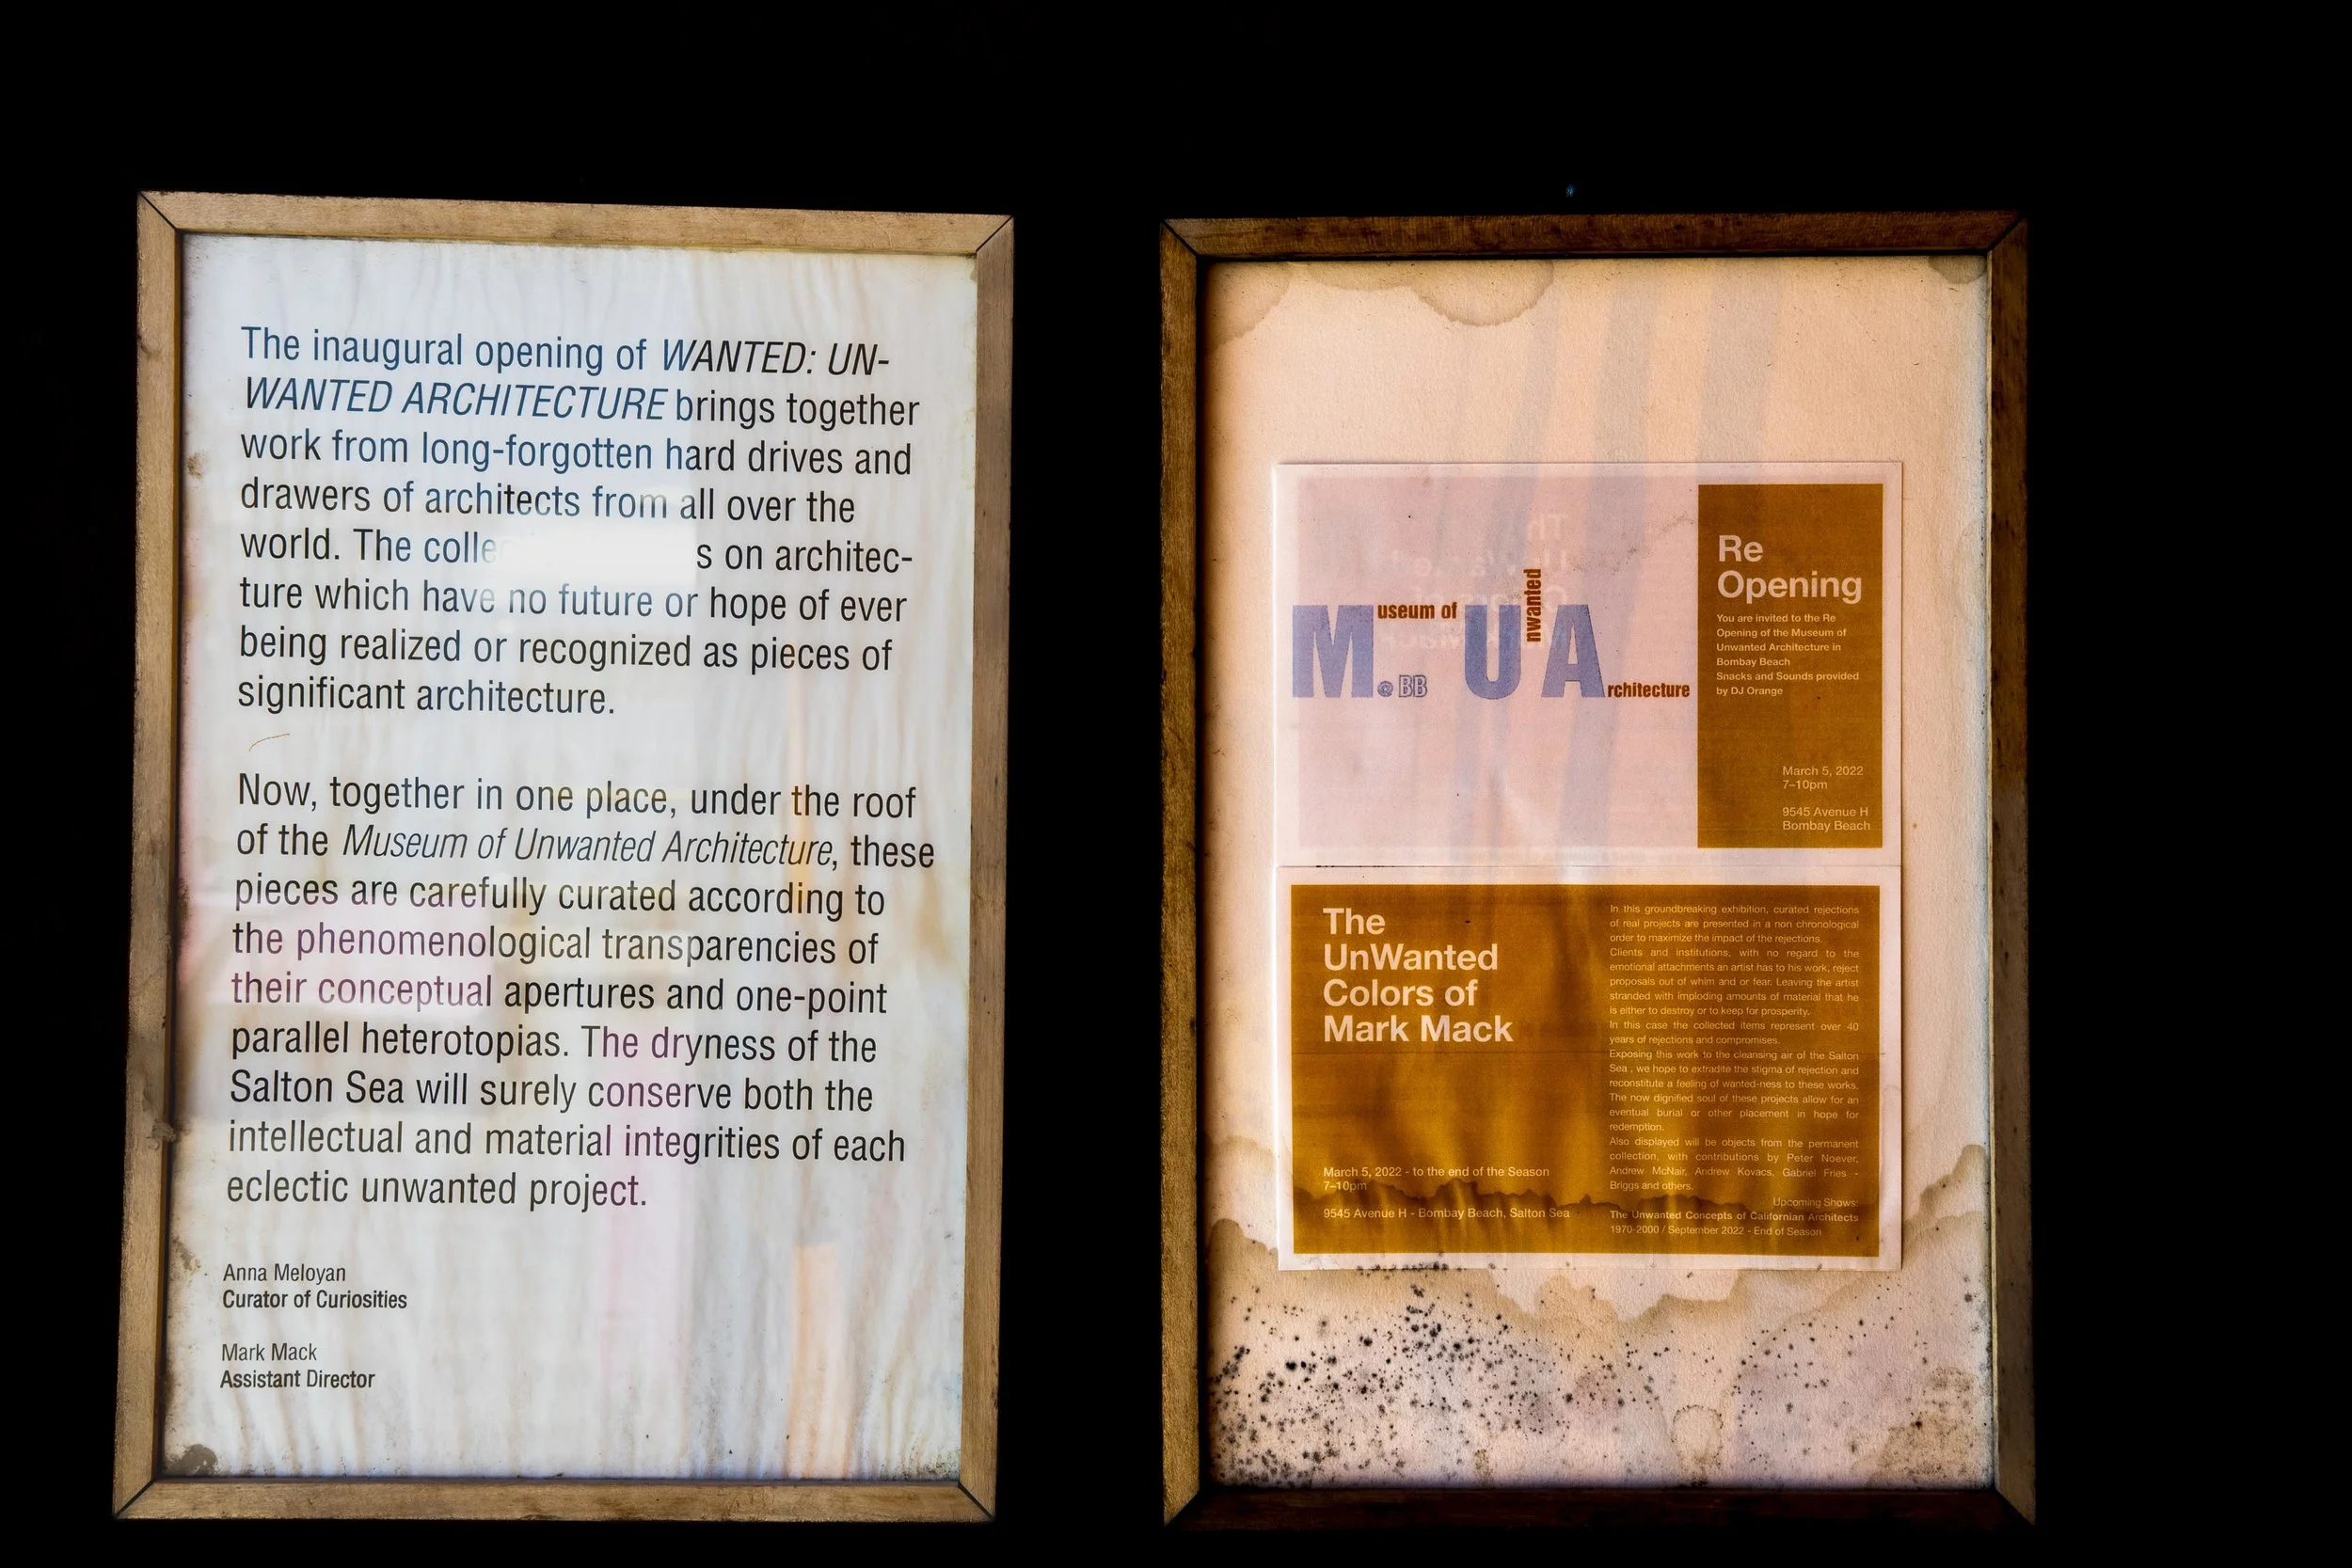 The inaugural opening of WANTED: UN-
WANTED ARCHITECTURE brings together
work from long-forgotten hard drives and
drawers of architects from all over the
world. The colle s on architec-
ture which have no future or hope of ever
being realized or recognized as pieces of
significant architecture.
Now, together in one place, under the roof
of the Museum of Unwanted Architecture, these
pieces are carefully curated according to
the phenomenological transparencies of
their conceptual apertures and one-point
parallel heterotopias. The dryness of the
Salton Sea will surely conserve both the
intellectual and material integrities of each
eclectic unwanted project.
Anna Meloyan
Curator of Curiosities
Mark Mack
Assistant Director
Museum of Unwanted Architecture
@ BB
Re
Opening
You are invited to the Re
Opening of the Museum of
Unwanted Architecture in
Bombay Beach
Snacks and Sounds provided
by DJ Orange
March 5, 2022
7–10pm
9545 Avenue H
Bombay Beach
The
UnWanted
Colors of
Mark Mack
March 5, 2022 - to the end of the Season
7–10pm
9545 Avenue H - Bombay Beach, Salton Sea
In this groundbreaking exhibition, curated rejections
of real projects are presented in a non chronological
order to maximize the impact of the rejections.
Clients and institutions, with no regard to the
emotional attachments an artist has to his work, reject
proposals out of whim and or fear. Leaving the artist
stranded with imploding amounts of material that he
is either to destroy or to keep for prosperity.
In this case the collected items represent over 40
years of rejections and compromises.
Exposing this work to the cleansing air of the Salton
Sea , we hope to extradite the stigma of rejection and
reconstitute a feeling of wanted-ness to these works.
The now dignified soul of these projects allow for an
eventual burial or other placement in hope for
redemption.
Also displayed will be objects from the permanent
collection, with contributions by Peter Noever,
Andrew McNair, Andrew Kovacs, Gabriel Fries -
Briggs and others.
Upcoming Shows:
The Unwanted Concepts of Californian Architects
1970-2000 / September 2022 - End of Season